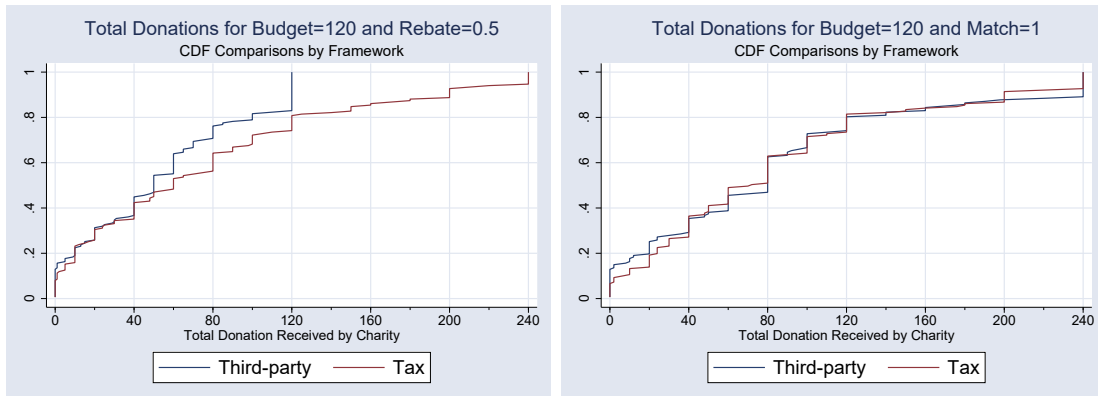 Total Donations for Budget=120 and Rebate=0.5
CDF Comparisons by Framework
1
.8
.6
.4
.2
0
0 40 80 120 160 200 240
Total Donation Received by Charity
Third-party Tax
Total Donations for Budget=120 and Match=1
CDF Comparisons by Framework
1
.8
.6
.4
.2
0
0 40 80 120 160 200 240
Total Donation Received by Charity
Third-party Tax